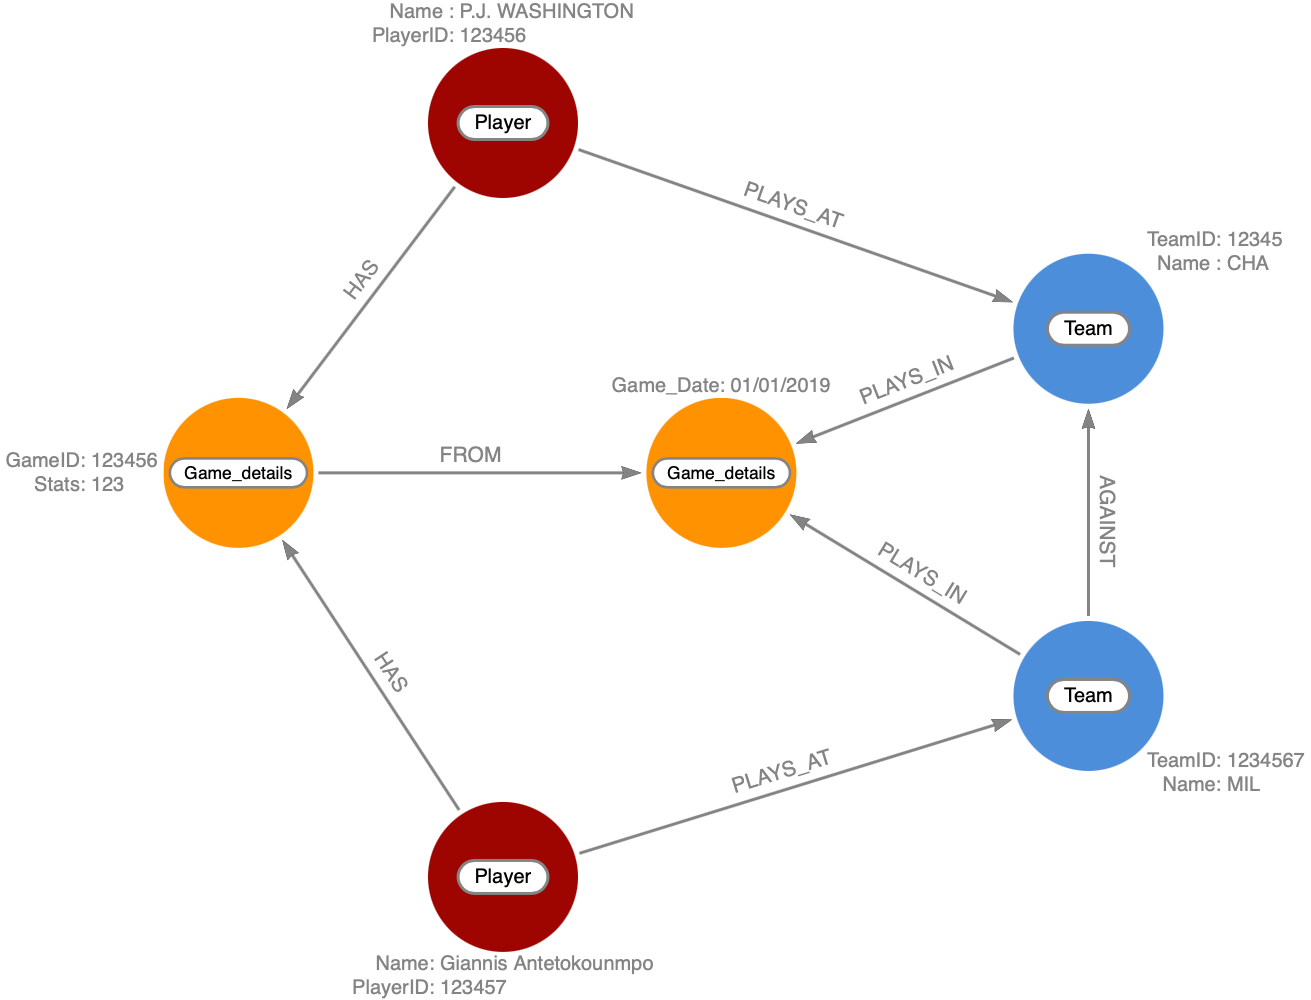 Name : P.J. WASHINGTON
PlayerID: 123456
Player
PLAYS_AT
HAS
TeamID: 12345
Name : CHA
Team
PLAYS_IN
Game_Date: 01/01/2019
GameID: 123456
Stats: 123
Game_details
FROM
Game_details
AGAINST
PLAYS_IN
HAS
Team
PLAYS_AT
TeamID: 1234567
Name: MIL
Player
Name: Giannis Antetokounmpo
PlayerID: 123457